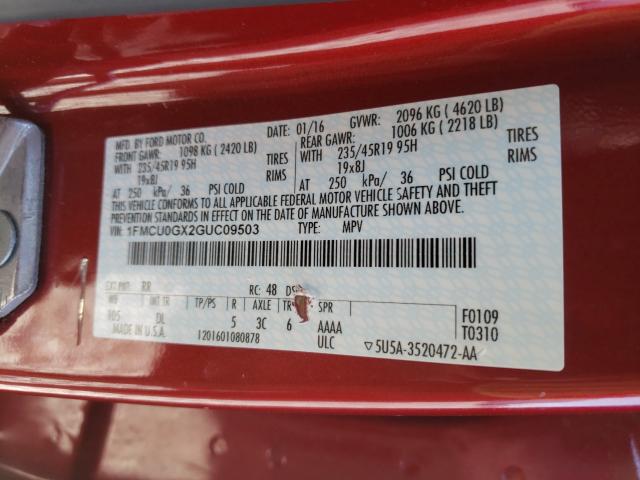 MFD. BY FORD MOTOR CO.
DATE: 01/16 GVWR: 2096 KG (4620 LB)
FRONT GAWR: 1098 KG (2420 LB)
REAR GAWR: 1006 KG (2218 LB)
WITH 235/45R19 95H TIRES
WITH 235/45R19 95H TIRES
19x8J RIMS
19x8J RIMS
AT 250 kPa/ 36 PSI COLD
AT 250 kPa/ 36 PSI COLD
THIS VEHICLE CONFORMS TO ALL APPLICABLE FEDERAL MOTOR VEHICLE SAFETY AND THEFT
PREVENTION STANDARDS IN EFFECT ON THE DATE OF MANUFACTURE SHOWN ABOVE.
VIN: 1FMCU0GX2GUC09503 TYPE: MPV
EXT PNT: RR RC: 48
WB INT TR TP/PS R AXLE TR SPR
105 DL 5 3C 6 AAAA
ULC
MADE IN U.S.A. 1201601080878
F0109
T0310
▽5U5A-3520472-AA